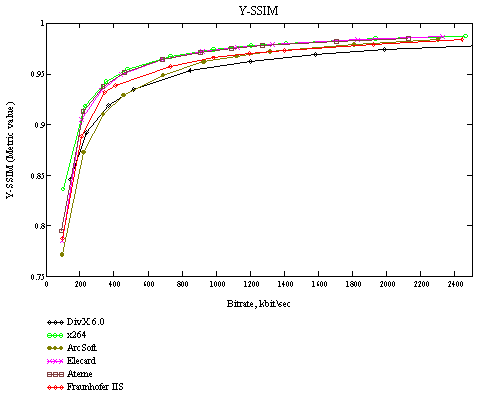 Y-SSIM
1
0.95
0.9
0.85
0.8
0.75
Y-SSIM (Metric value)
0 200 400 600 800 1000 1200 1400 1600 1800 2000 2200 2400
Bitrate, kbit/sec
DivX 6.0
x264
ArcSoft
Elecard
Ateme
Fraunhofer IIS